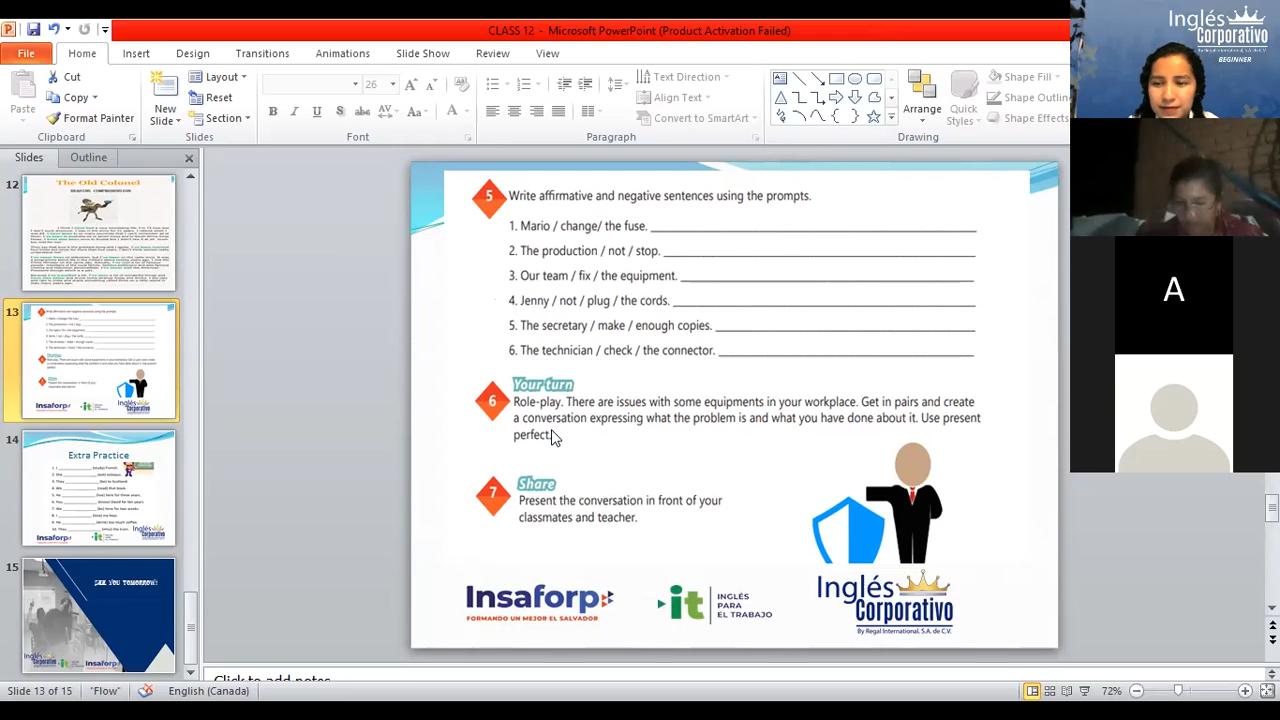 CLASS 12 - Microsoft PowerPoint (Product Activation Failed)
File Home Insert Design Transitions Animations Slide Show Review View
Paste
Cut
Copy
Format Painter
Clipboard
New
Slide
Layout
Reset
Section
Slides
26
Font
Paragraph
Text Direction
Align Text
Convert to SmartArt
Arrange
Quick
Styles
Shape Fill
Shape Outlin
Shape Effects
Drawing
Slides Outline
12
The Old Colonel
13
14
Extra Practice
15
SEE YOU TOMORROW!
5 Write affirmative and negative sentences using the prompts.
1. Mario / change/ the fuse.
2. The production / not / stop.
3. Our team / fix / the equipment.
4. Jenny / not / plug / the cords.
5. The secretary / make / enough copies.
6. The technician / check / the connector.
6 Your turn
Role-play. There are issues with some equipments in your workplace. Get in pairs and create
a conversation expressing what the problem is and what you have done about it. Use present
perfect.
7 Share
Present the conversation in front of your
classmates and teacher.
Insaforp
FORMANDO UN MEJOR EL SALVADOR
it INGLÉS
PARA
EL TRABAJO
Inglés
Corporativo
By Regal International, S.A. de C.V.
Click to add notes
Slide 13 of 15 "Flow" English (Canada) 72%
Inglés
Corporativo
BEGINNER
A